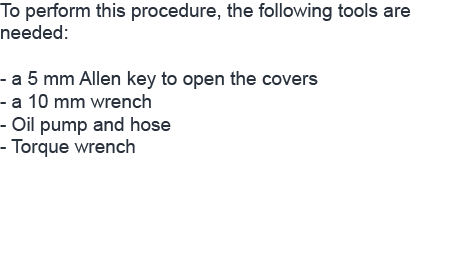 To perform this procedure, the following tools are
needed:
- a 5 mm Allen key to open the covers
- a 10 mm wrench
- Oil pump and hose
- Torque wrench